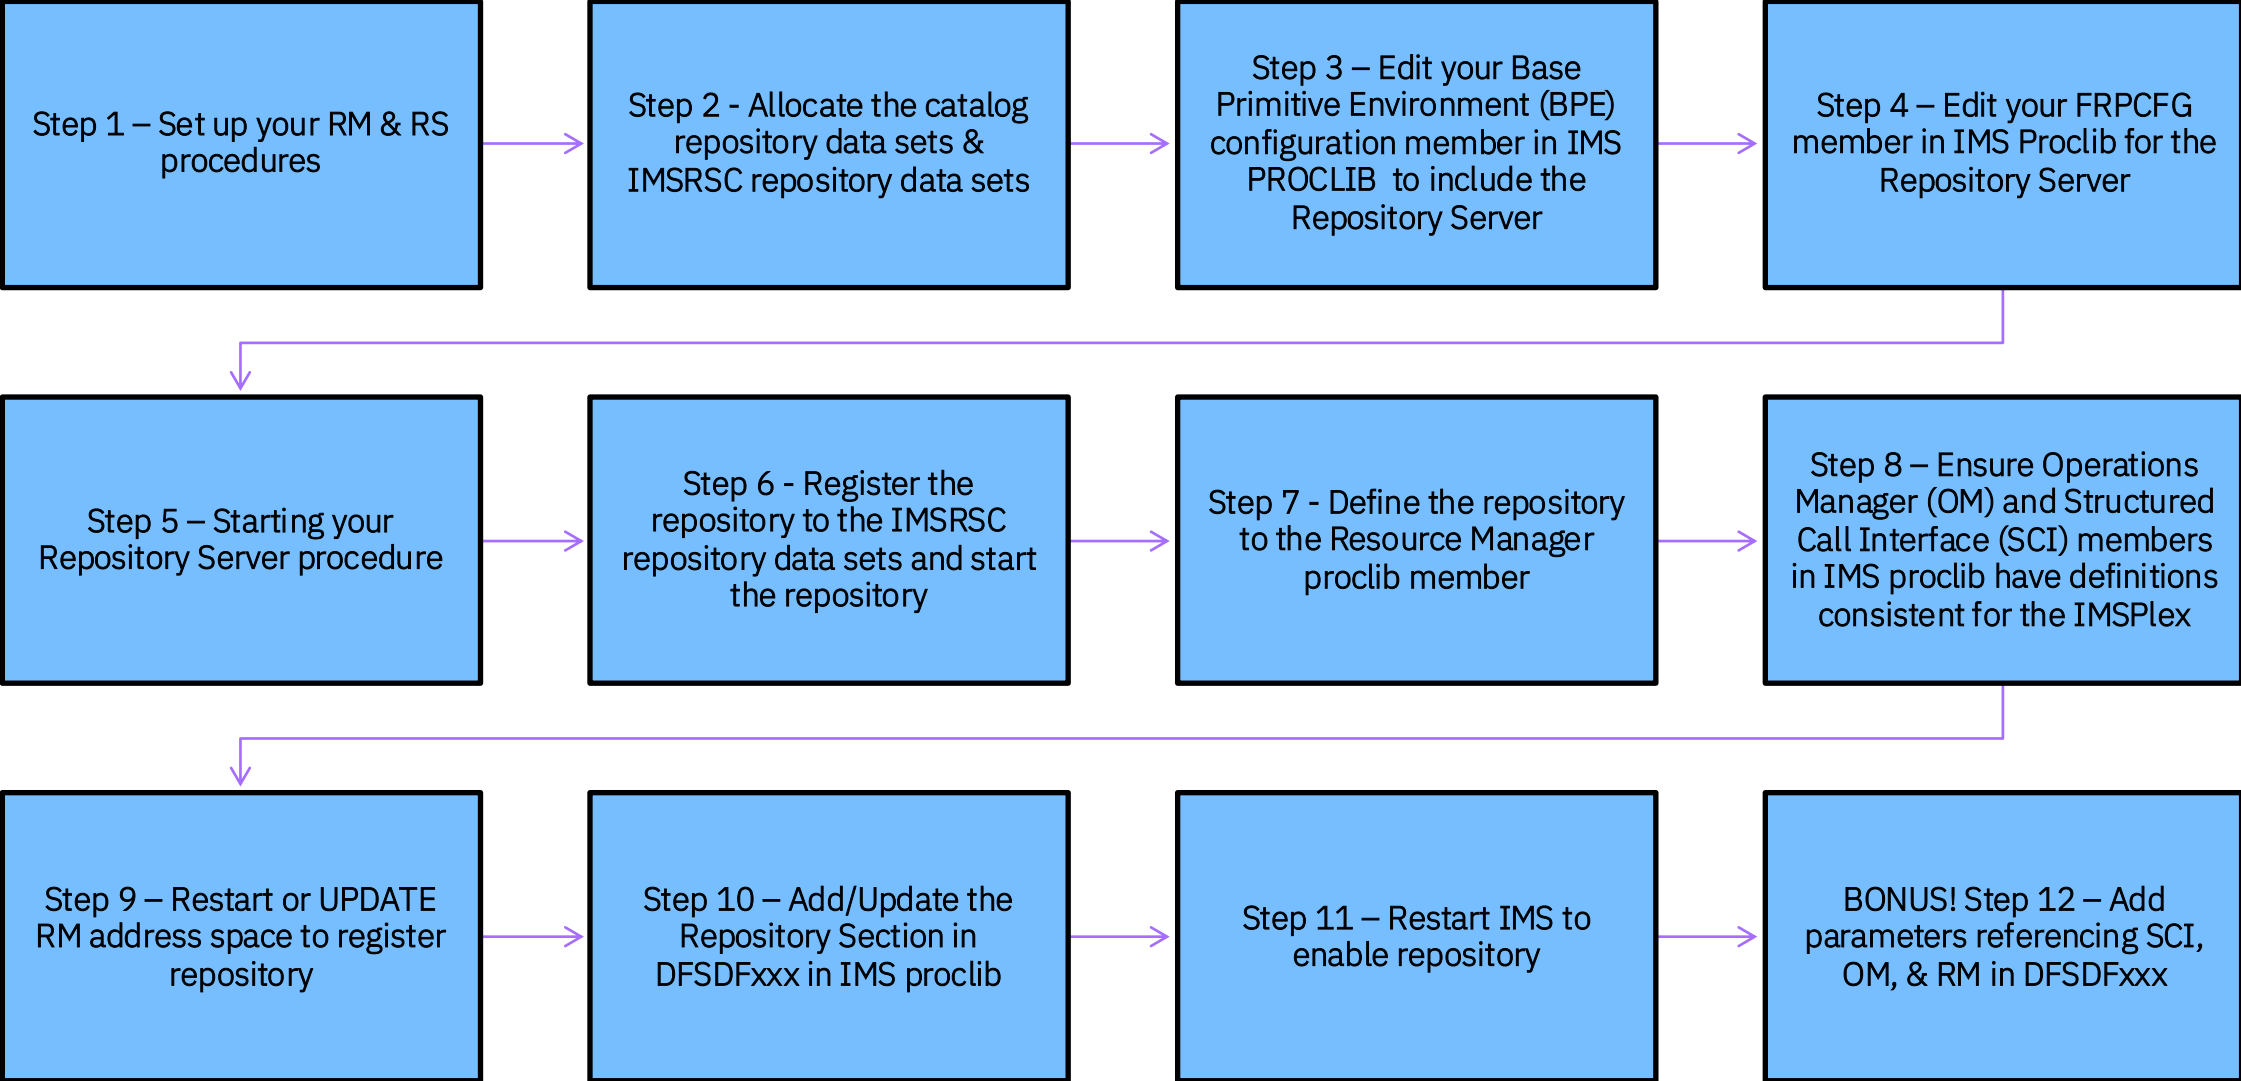 Step 1 – Set up your RM & RS
procedures
Step 2 - Allocate the catalog
repository data sets &
IMSRSC repository data sets
Step 3 – Edit your Base
Primitive Environment (BPE)
configuration member in IMS
PROCLIB  to include the
Repository Server
Step 4 – Edit your FRPCFG
member in IMS Proclib for the
Repository Server
Step 5 – Starting your
Repository Server procedure
Step 6 - Register the
repository to the IMSRSC
repository data sets and start
the repository
Step 7 - Define the repository
to the Resource Manager
proclib member
Step 8 – Ensure Operations
Manager (OM) and Structured
Call Interface (SCI) members
in IMS proclib have definitions
consistent for the IMSPlex
Step 9 – Restart or UPDATE
RM address space to register
repository
Step 10 – Add/Update the
Repository Section in
DFSDFxxx in IMS proclib
Step 11 – Restart IMS to
enable repository
BONUS! Step 12 – Add
parameters referencing SCI,
OM, & RM in DFSDFxxx